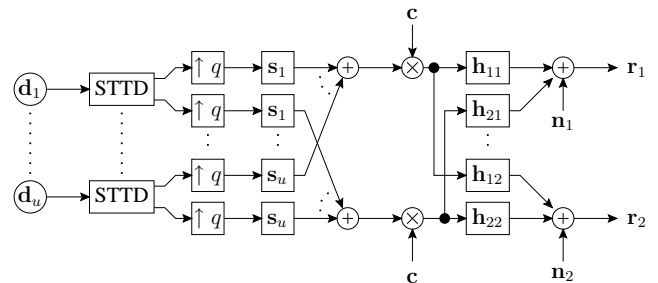 c
d₁ STTD ↑ q s₁ + × h₁₁ + r₁
↑ q s₁ h₂₁ n₁
dᵤ STTD ↑ q sᵤ h₁₂
↑ q sᵤ + × h₂₂ + r₂
c n₂